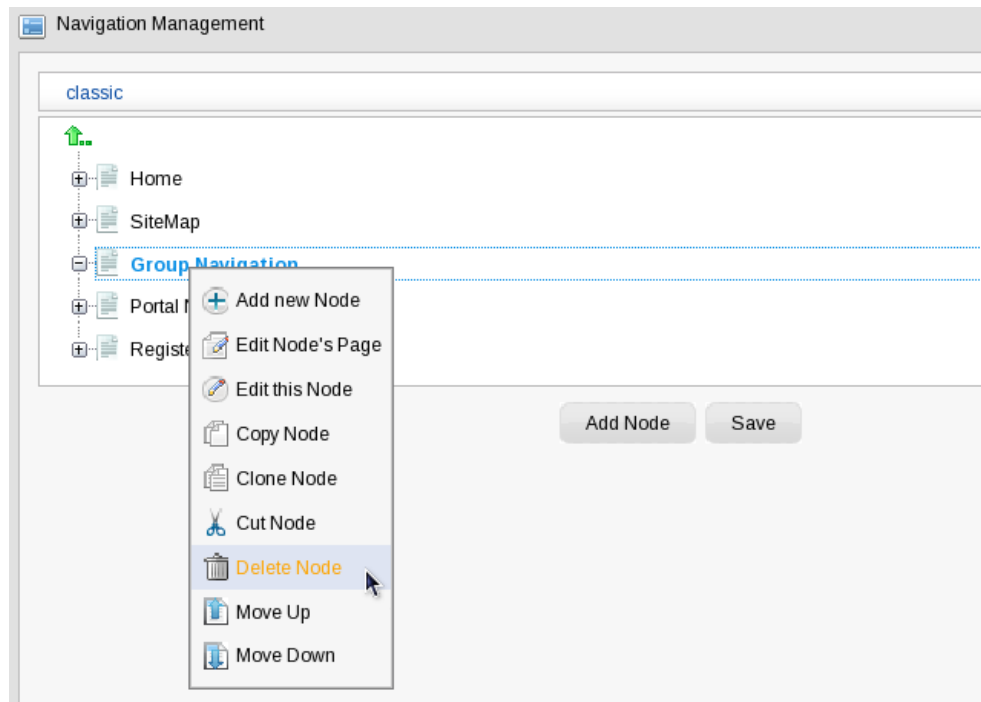 Navigation Management
classic
Home
SiteMap
Group Navigation
Portal
Add new Node
Edit Node's Page
Edit this Node
Copy Node
Clone Node
Cut Node
Delete Node
Move Up
Move Down
Add Node
Save